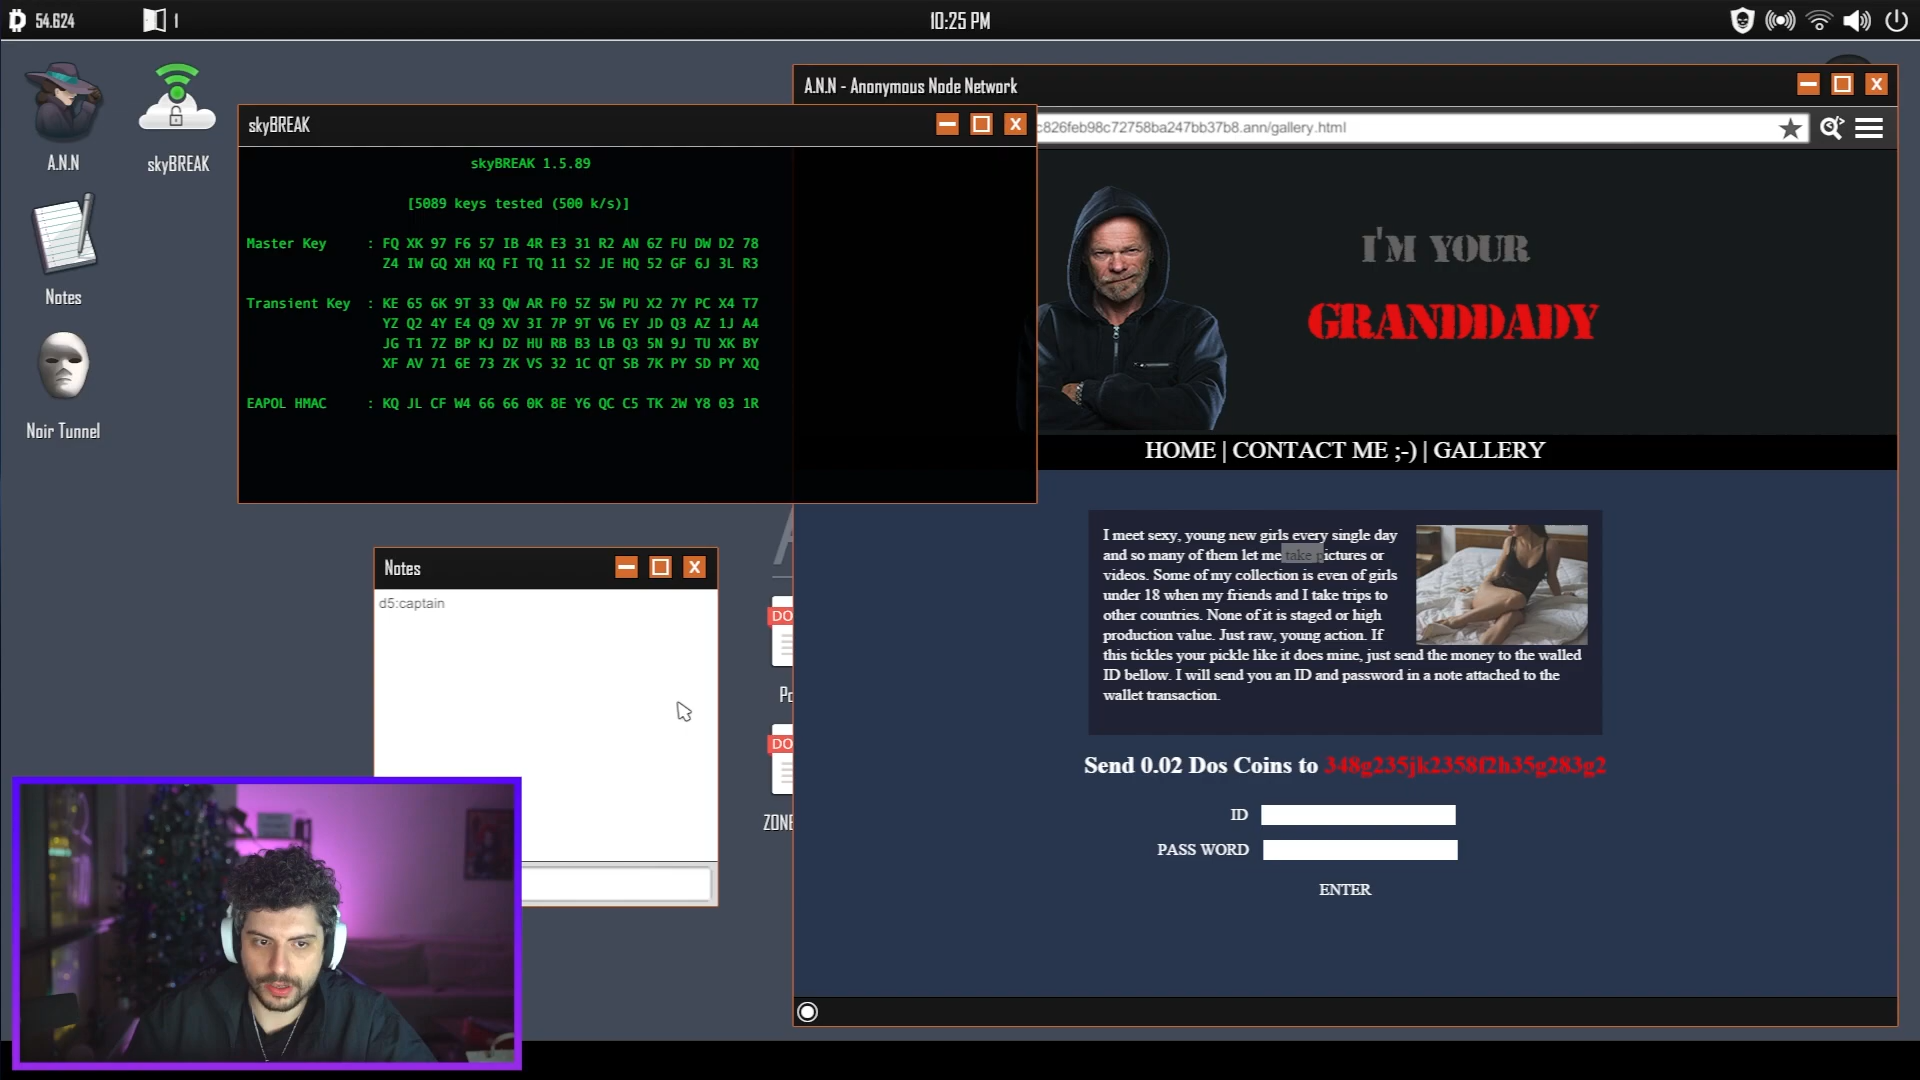 54.624
1
10:25 PM
A.N.N
skyBREAK
Notes
Noir Tunnel
skyBREAK
skyBREAK 1.5.89
[5089 keys tested (500 k/s)]
Master Key : FQ XK 97 F6 57 IB 4R E3 31 R2 AN 6Z FU DW D2 78
Z4 IW GQ XH KQ FI TQ 11 S2 JE HQ 52 GF 6J 3L R3
Transient Key : KE 65 6K 9T 33 QW AR F0 5Z 5W PU X2 7Y PC X4 T7
YZ Q2 4Y E4 Q9 XV 3I 7P 9T V6 EY JD Q3 AZ 1J A4
JG T1 7Z BP KJ DZ HU RB B3 LB Q3 5N 9J TU XK BY
XF AV 71 6E 73 ZK VS 32 1C QT SB 7K PY SD PY XQ
EAPOL HMAC : KQ JL CF W4 66 66 0K 8E Y6 QC C5 TK 2W Y8 03 1R
Notes
d5:captain
DO
DO
ZONE
A.N.N - Anonymous Node Network
c826feb98c72758ba247bb37b8.ann/gallery.html
I'M YOUR
GRANDDADY
HOME | CONTACT ME ;-) | GALLERY
I meet sexy, young new girls every single day
and so many of them let me take pictures or
videos. Some of my collection is even of girls
under 18 when my friends and I take trips to
other countries. None of it is staged or high
production value. Just raw, young action. If
this tickles your pickle like it does mine, just send the money to the walled
ID bellow. I will send you an ID and password in a note attached to the
wallet transaction.
Send 0.02 Dos Coins to 348g235jk2358f2h35g283g2
ID
PASS WORD
ENTER